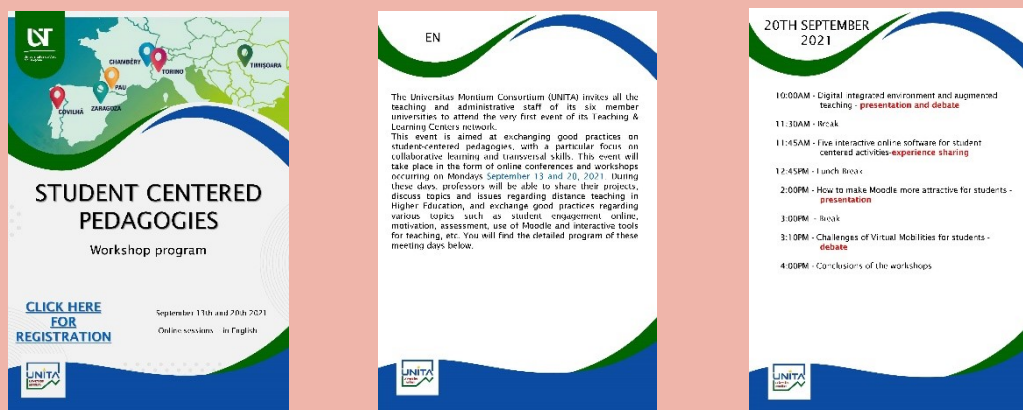 CHAMBÉRY
TORINO
TIMIȘOARA
PAU
COVILHÃ
ZARAGOZA
STUDENT CENTERED
PEDAGOGIES
Workshop program
CLICK HERE
FOR
REGISTRATION
September 13th and 20th 2021
Online sessions in English
UNITA
EN
The Universitas Montium Consortium (UNITA) invites all the
teaching and administrative staff of its six member
universities to attend the very first event of its Teaching &
Learning Centers network.
This event is aimed at exchanging good practices on
student-centered pedagogies, with a particular focus on
collaborative learning and transversal skills. This event will
take place in the form of online conferences and workshops
occurring on Mondays September 13 and 20, 2021. During
these days, professors will be able to share their projects,
discuss topics and issues regarding distance teaching in
Higher Education, and exchange good practices regarding
various topics such as student engagement online,
motivation, assessment, use of Moodle and interactive tools
for teaching, etc. You will find the detailed program of these
meeting days below.
UNITA
20TH SEPTEMBER
2021
10:00AM - Digital integrated environment and augmented
teaching - presentation and debate
11:30AM - Break
11:45AM - Five interactive online software for student
centered activities-experience sharing
12:45PM - Lunch Break
2:00PM - How to make Moodle more attractive for students -
presentation
3:00PM - Break
3:10PM - Challenges of Virtual Mobilities for students -
debate
4:00PM - Conclusions of the workshops
UNITA